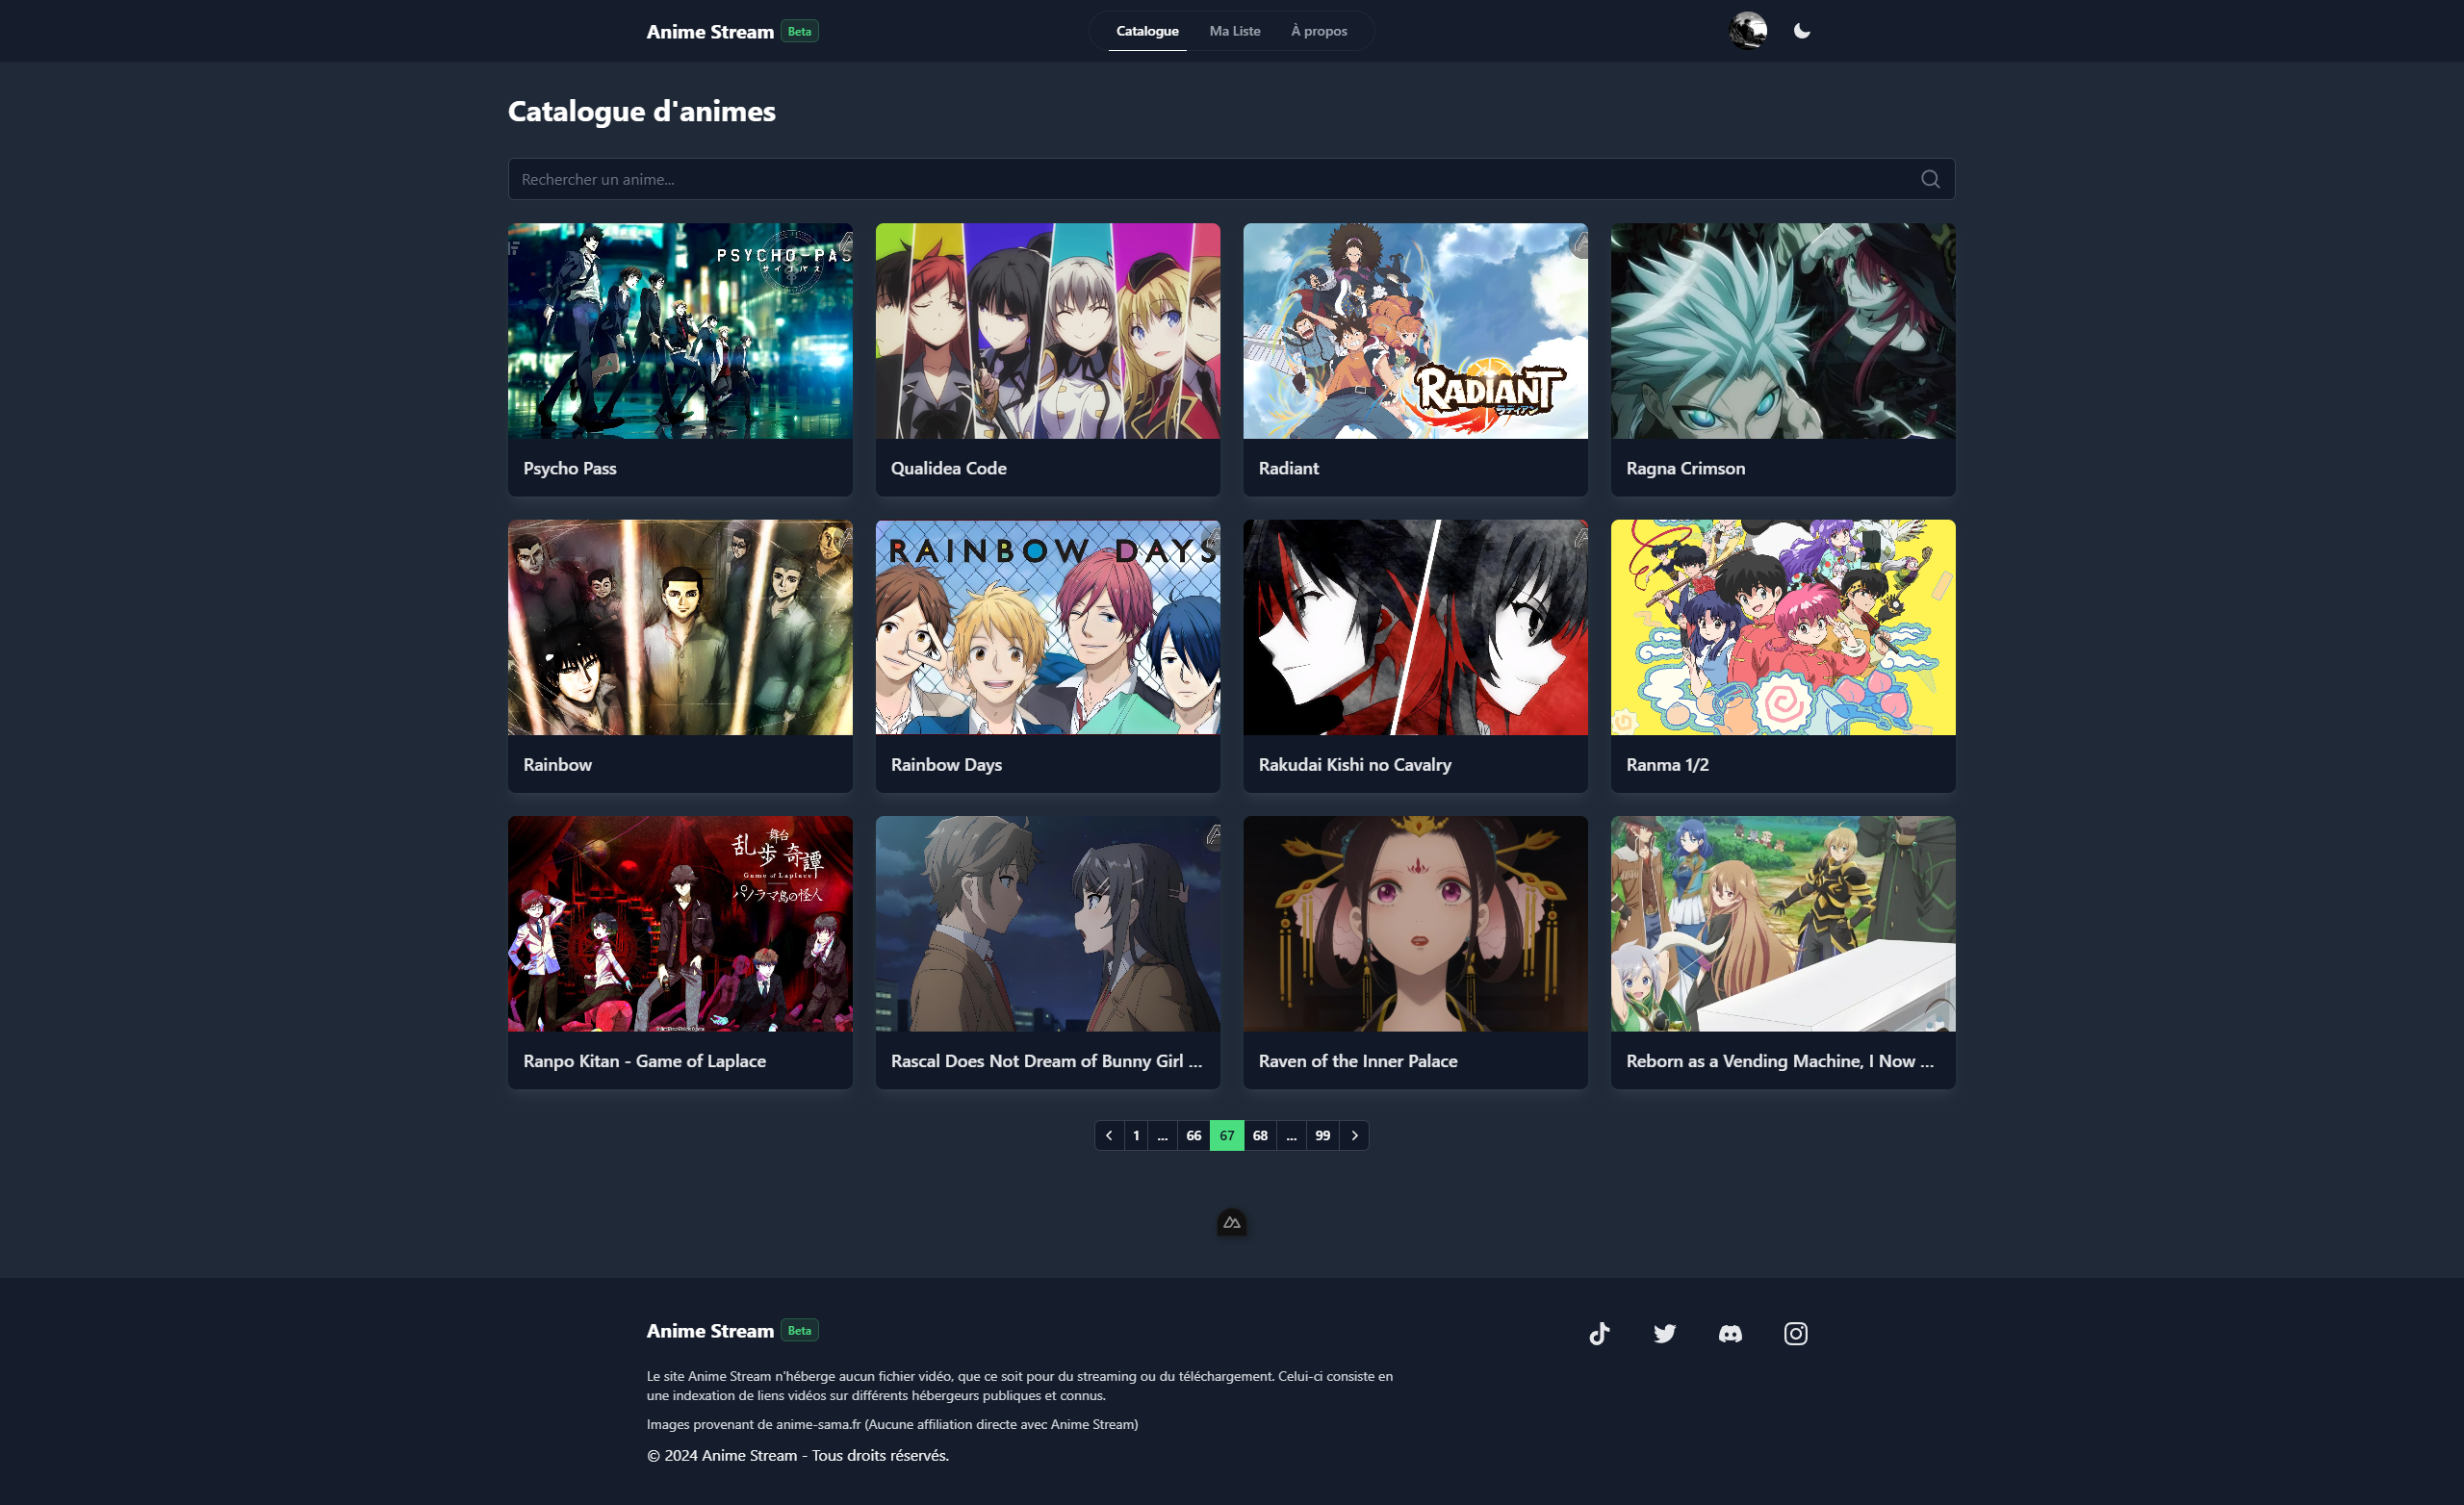 Anime Stream Beta
Catalogue
Ma Liste
À propos
Catalogue d'animes
Rechercher un anime...
PSYCHO-PAS
サイコパス
RADIANT
ラディアン
Psycho Pass
Qualidea Code
Radiant
Ragna Crimson
RAINBOW DAYS
Rainbow
Rainbow Days
Rakudai Kishi no Cavalry
Ranma 1/2
舞台
乱歩奇譚
Game of Laplace
パノラマ島の怪人
Ranpo Kitan - Game of Laplace
Rascal Does Not Dream of Bunny Girl ...
Raven of the Inner Palace
Reborn as a Vending Machine, I Now ...
1 ... 66 67 68 ... 99
Anime Stream Beta
Le site Anime Stream n'héberge aucun fichier vidéo, que ce soit pour du streaming ou du téléchargement. Celui-ci consiste en
une indexation de liens vidéos sur différents hébergeurs publiques et connus.
Images provenant de anime-sama.fr (Aucune affiliation directe avec Anime Stream)
© 2024 Anime Stream - Tous droits réservés.